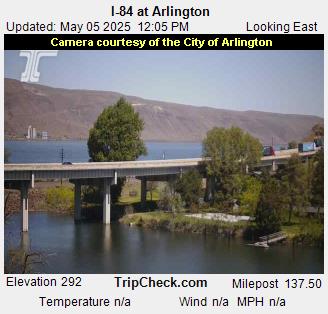 I-84 at Arlington
Updated: May 05 2025 12:05 PM Looking East
Camera courtesy of the City of Arlington
Elevation 292 TripCheck.com Milepost 137.50
Temperature n/a Wind n/a MPH n/a